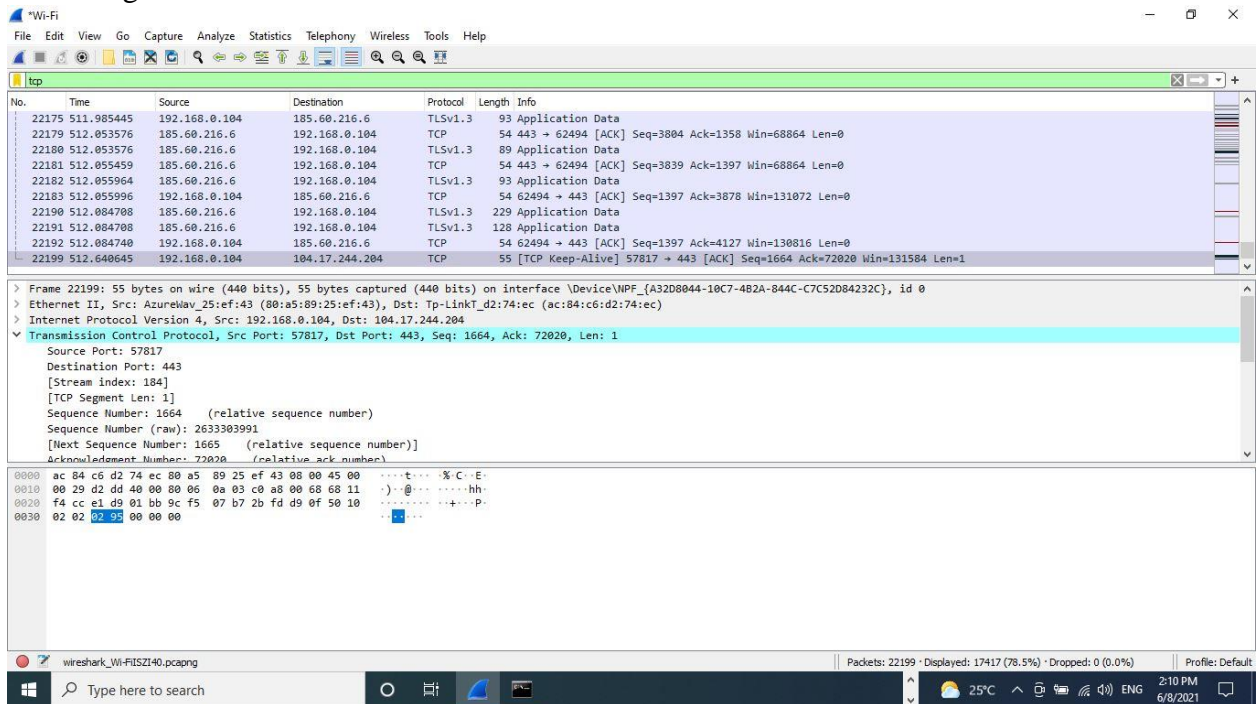 *Wi-Fi
File Edit View Go Capture Analyze Statistics Telephony Wireless Tools Help
tcp
No. Time Source Destination Protocol Length Info
22175 511.985445 192.168.0.104 185.60.216.6 TLSv1.3 93 Application Data
22179 512.053576 185.60.216.6 192.168.0.104 TCP 54 443 → 62494 [ACK] Seq=3804 Ack=1358 Win=68864 Len=0
22180 512.053576 185.60.216.6 192.168.0.104 TLSv1.3 89 Application Data
22181 512.055459 185.60.216.6 192.168.0.104 TCP 54 443 → 62494 [ACK] Seq=3839 Ack=1397 Win=68864 Len=0
22182 512.055964 185.60.216.6 192.168.0.104 TLSv1.3 93 Application Data
22183 512.055996 192.168.0.104 185.60.216.6 TCP 54 62494 → 443 [ACK] Seq=1397 Ack=3878 Win=131072 Len=0
22190 512.084708 185.60.216.6 192.168.0.104 TLSv1.3 229 Application Data
22191 512.084708 185.60.216.6 192.168.0.104 TLSv1.3 128 Application Data
22192 512.084740 192.168.0.104 185.60.216.6 TCP 54 62494 → 443 [ACK] Seq=1397 Ack=4127 Win=130816 Len=0
22199 512.640645 192.168.0.104 104.17.244.204 TCP 55 [TCP Keep-Alive] 57817 → 443 [ACK] Seq=1664 Ack=72020 Win=131584 Len=1
> Frame 22199: 55 bytes on wire (440 bits), 55 bytes captured (440 bits) on interface \Device\NPF_{A32D8044-10C7-4B2A-844C-C7C52D84232C}, id 0
> Ethernet II, Src: AzureWav_25:ef:43 (80:a5:89:25:ef:43), Dst: Tp-LinkT_d2:74:ec (ac:84:c6:d2:74:ec)
> Internet Protocol Version 4, Src: 192.168.0.104, Dst: 104.17.244.204
Transmission Control Protocol, Src Port: 57817, Dst Port: 443, Seq: 1664, Ack: 72020, Len: 1
Source Port: 57817
Destination Port: 443
[Stream index: 184]
[TCP Segment Len: 1]
Sequence Number: 1664 (relative sequence number)
Sequence Number (raw): 2633303991
[Next Sequence Number: 1665 (relative sequence number)]
Acknowledgment Number: 72020 (relative ack number)
0000 ac 84 c6 d2 74 ec 80 a5 89 25 ef 43 08 00 45 00 ····t··· ·%·C··E·
0010 00 29 d2 dd 40 00 80 06 0a 03 c0 a8 00 68 68 11 ·)··@··· ·····hh·
0020 f4 cc e1 d9 01 bb 9c f5 07 b7 2b fd d9 0f 50 10 ········ ··+···P·
0030 02 02 02 95 00 00 00 ·······
wireshark_Wi-FiISZI40.pcapng Packets: 22199 · Displayed: 17417 (78.5%) · Dropped: 0 (0.0%) Profile: Default
Type here to search 25°C ENG 2:10 PM
6/8/2021